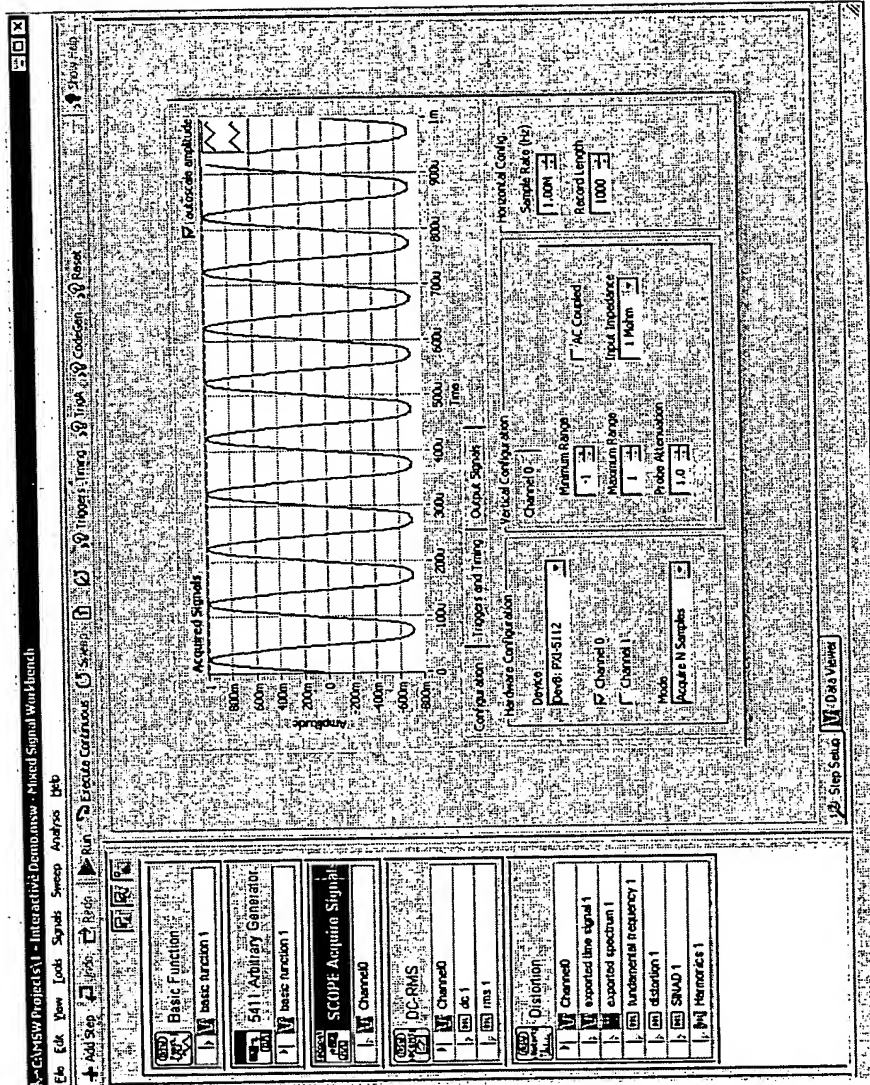 C:\MSW Projects\1 - Interactive Demo.msw - Mixed Signal Workbench
File Edit View Tools Signals Sweep Analysis Help
Add Step Undo Redo Run Execute Continuous Sweep Triggers - Timing TrigA CodeGen Reset Show Help
Basic Function
basic function 1
5411 Arbitrary Generator
basic function 1
SCOPE Acquire Signals
Channel0
DC-RMS
Channel0
dc 1
rms 1
Distortion
Channel0
exported time signal 1
exported spectrum 1
fundamental frequency 1
distortion 1
SINAD 1
Harmonics 1
Acquired Signals
autoscale amplitude
Amplitude
1
800m
600m
400m
200m
0
-200m
-400m
-600m
-800m
0 100u 200u 300u 400u 500u 600u 700u 800u 900u 1m
Time
Configuration Triggers and Timing Output Signals
Hardware Configuration
Device
Dev8: PXI-5112
Channel 0
Channel 1
Mode
Acquire N Samples
Vertical Configuration
Channel 0
Minimum Range
-1
Maximum Range
1
Probe Attenuation
1.0
AC Coupled
Input Impedance
1 Mohm
Horizontal Config.
Sample Rate (Hz)
1.00M
Record Length
1000
Step Setup Data Viewer